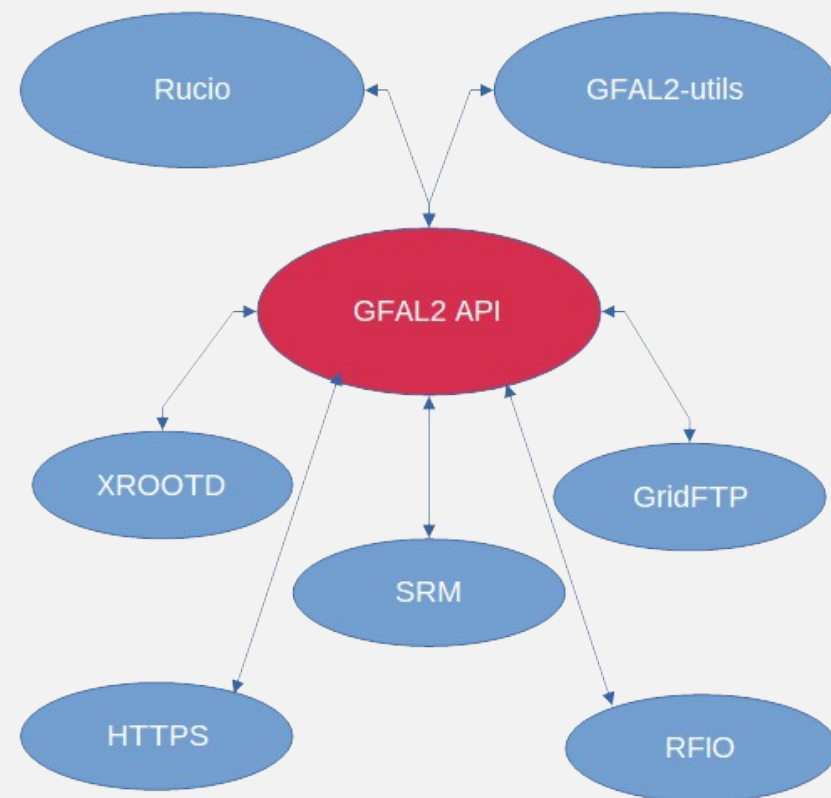 Rucio
GFAL2-utils
GFAL2 API
XROOTD
GridFTP
SRM
HTTPS
RFIO